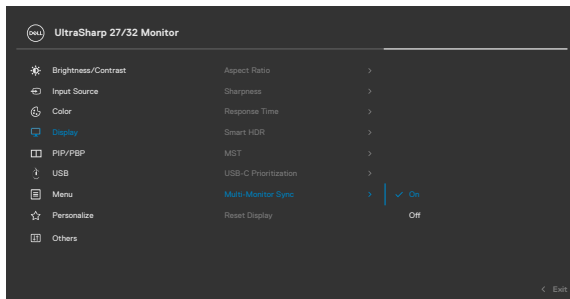 DELL UltraSharp 27/32 Monitor
Brightness/Contrast Aspect Ratio >
Input Source Sharpness >
Color Response Time >
Display Smart HDR >
PIP/PBP MST >
USB USB-C Prioritization >
Menu Multi-Monitor Sync > ✓ On
Personalize Reset Display Off
Others
< Exit